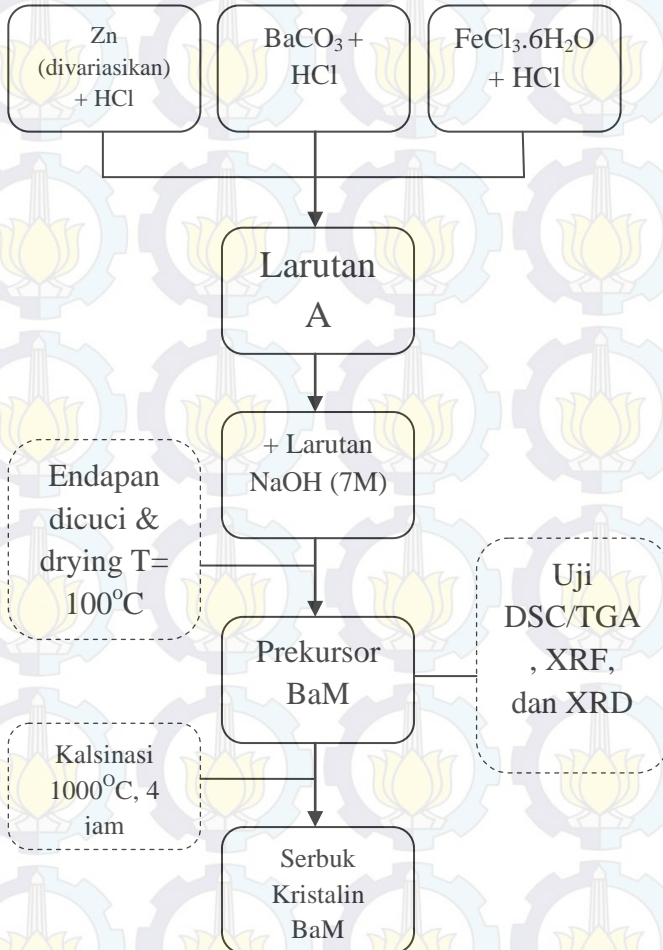 Zn
(divariasikan)
+ HCl
BaCO₃ +
HCl
FeCl₃.6H₂O
+ HCl
Larutan
A
+ Larutan
NaOH (7M)
Endapan
dicuci &
drying T=
100°C
Uji
DSC/TGA
, XRF,
dan XRD
Prekursor
BaM
Kalsinasi
1000ᴼC, 4
jam
Serbuk
Kristalin
BaM